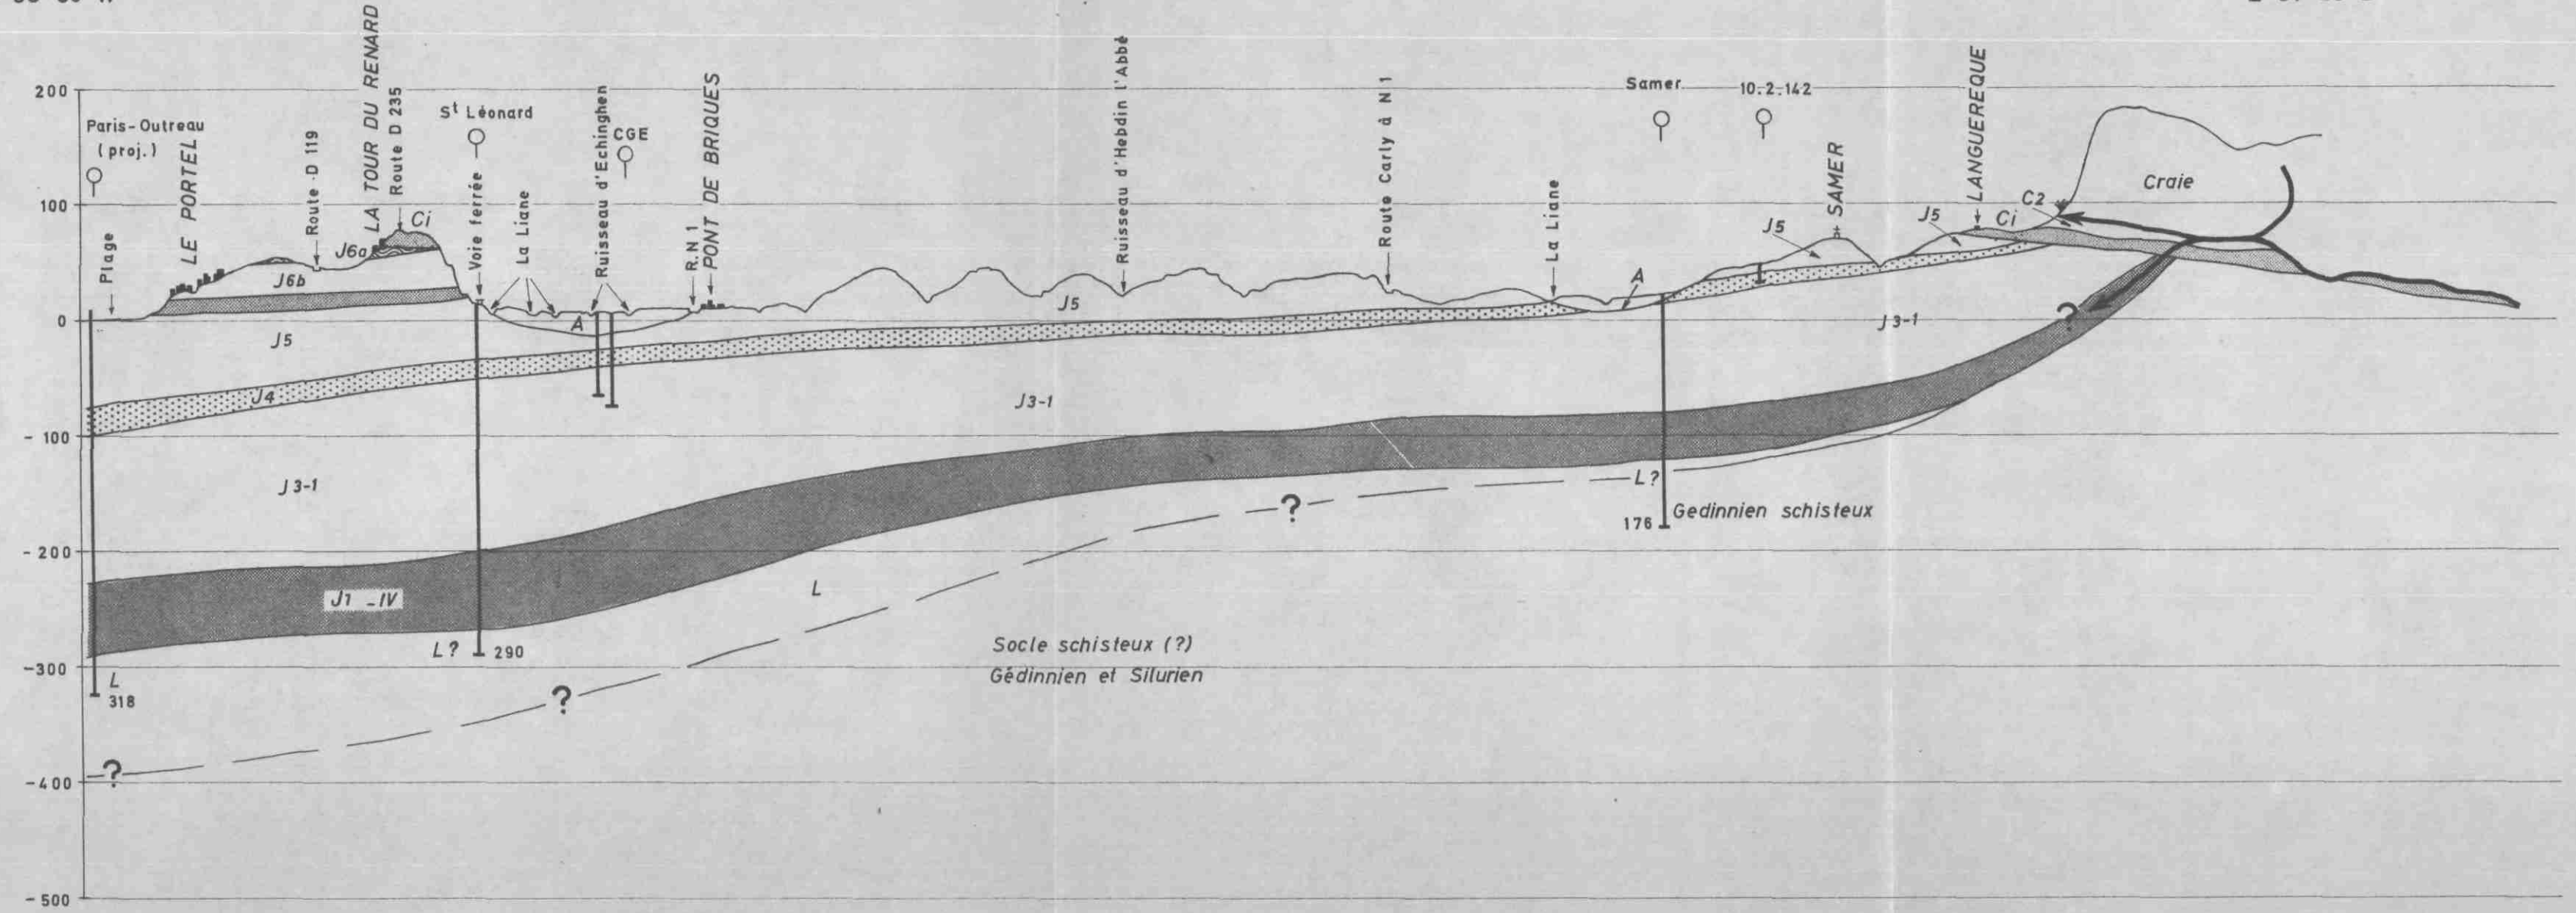 200
100
0
- 100
- 200
-300
-400
-500
Paris-Outreau
(proj.)
Plage
LE PORTEL
Route D 119
LA TOUR DU RENARD
Route D 235
St Léonard
Voie ferrée
La Liane
Ruisseau d'Echinghen
CGE
R.N 1
PONT DE BRIQUES
Ruisseau d'Hebdin l'Abbé
Route Carly à N 1
La Liane
Samer
10.2.142
SAMER
LANGUEREQUE
Craie
C2
Ci
J5
J5
Ci
J6a
J6b
A
A
J5
J5
J4
J3-1
J3-1
J3-1
J1 _IV
L
318
L?
290
L
L?
176
Gedinnien schisteux
Socle schisteux (?)
Gédinnien et Silurien
?
?
?
?